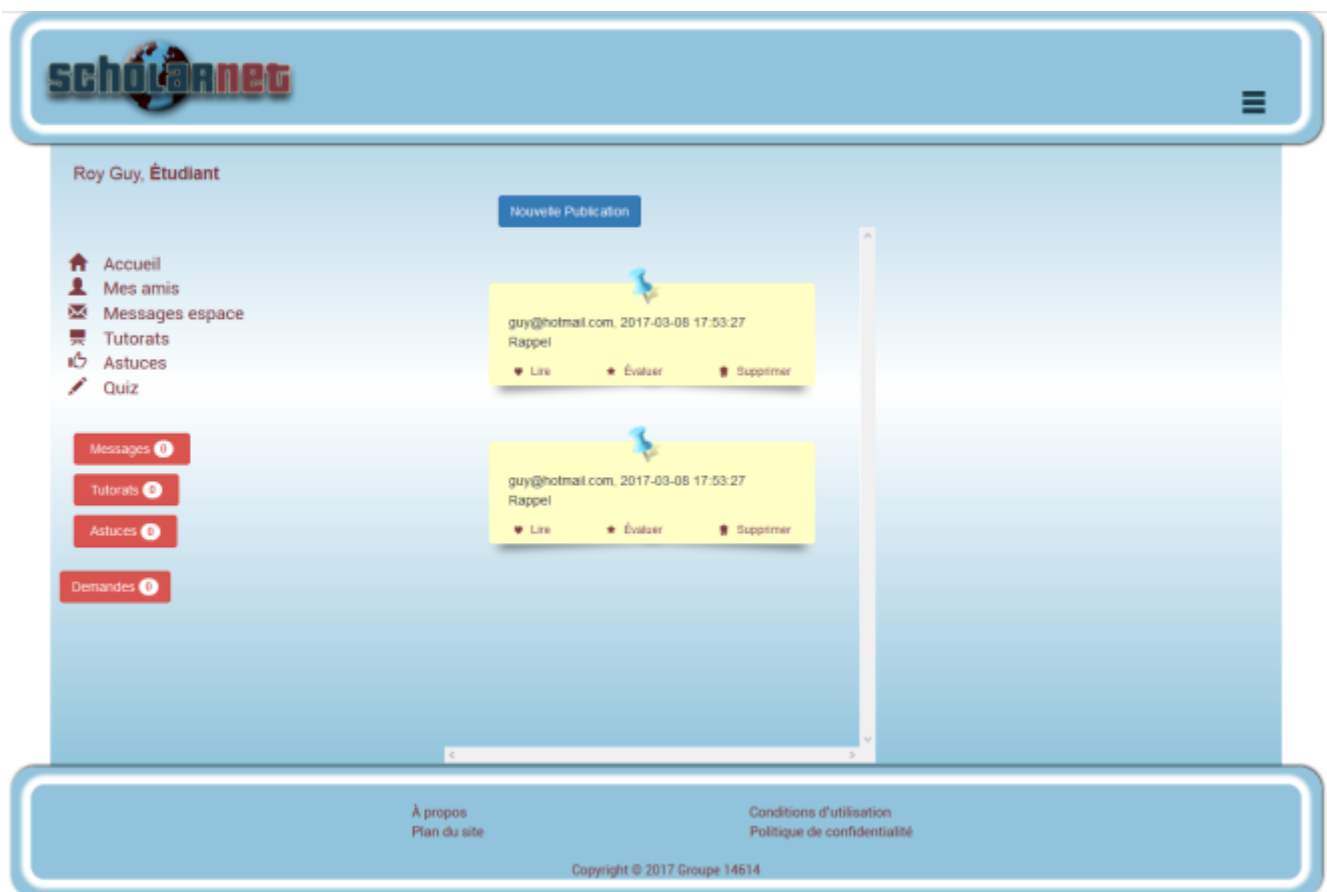 scholarnet
Roy Guy, Étudiant
Nouvelle Publication
Accueil
Mes amis
Messages espace
Tutorats
Astuces
Quiz
Messages 0
Tutorats 0
Astuces 0
Demandes 0
guy@hotmail.com, 2017-03-08 17:53:27
Rappel
Lire Évaluer Supprimer
guy@hotmail.com, 2017-03-08 17:53:27
Rappel
Lire Évaluer Supprimer
À propos
Plan du site
Conditions d'utilisation
Politique de confidentialité
Copyright © 2017 Groupe 14614